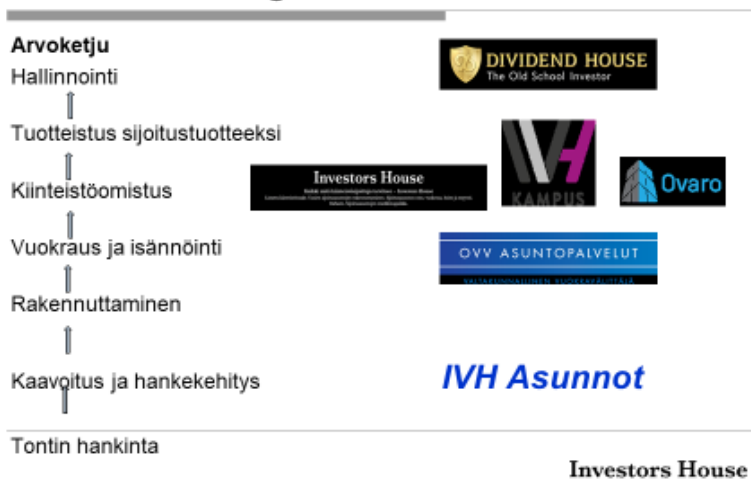 Arvoketju
Hallinnointi
DIVIDEND HOUSE
The Old School Investor
Tuotteistus sijoitustuotteeksi
Kiinteistöomistus
Investors House
KAMPUS
Ovaro
Vuokraus ja isännöinti
OVV ASUNTOPALVELUT
VALTAKUNNALLINEN VUOKRAVÄLITTÄJÄ
Rakennuttaminen
Kaavoitus ja hankekehitys
IVH Asunnot
Tontin hankinta
Investors House